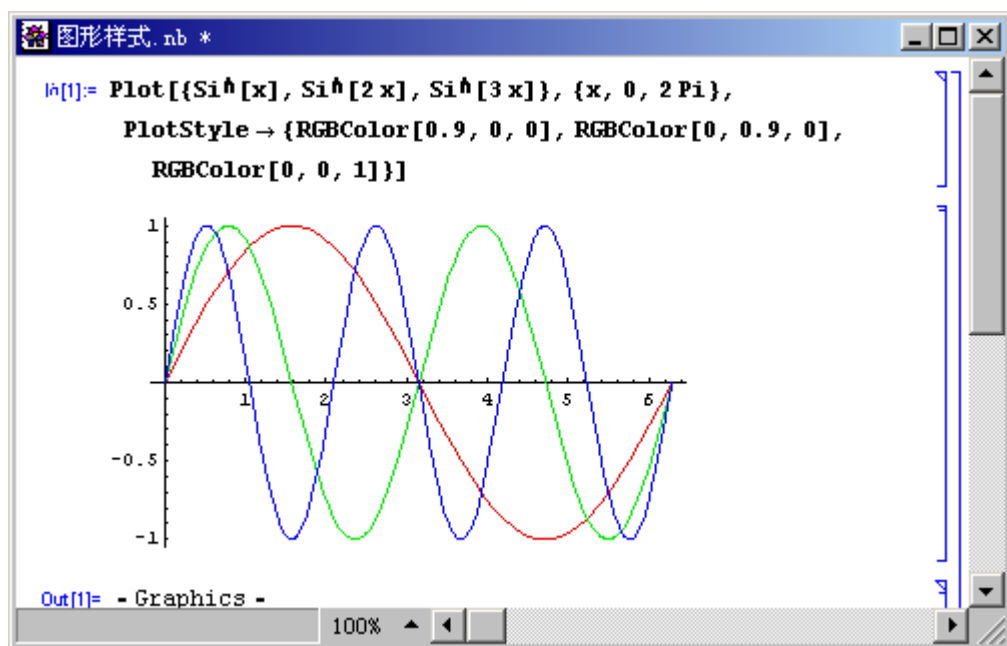 图形样式.nb *
In[1]:= Plot[{Sin[x], Sin[2 x], Sin[3 x]}, {x, 0, 2 Pi},
PlotStyle → {RGBColor[0.9, 0, 0], RGBColor[0, 0.9, 0],
RGBColor[0, 0, 1]}]
1
0.5
1 2 3 4 5 6
-0.5
-1
Out[1]= - Graphics -
100%